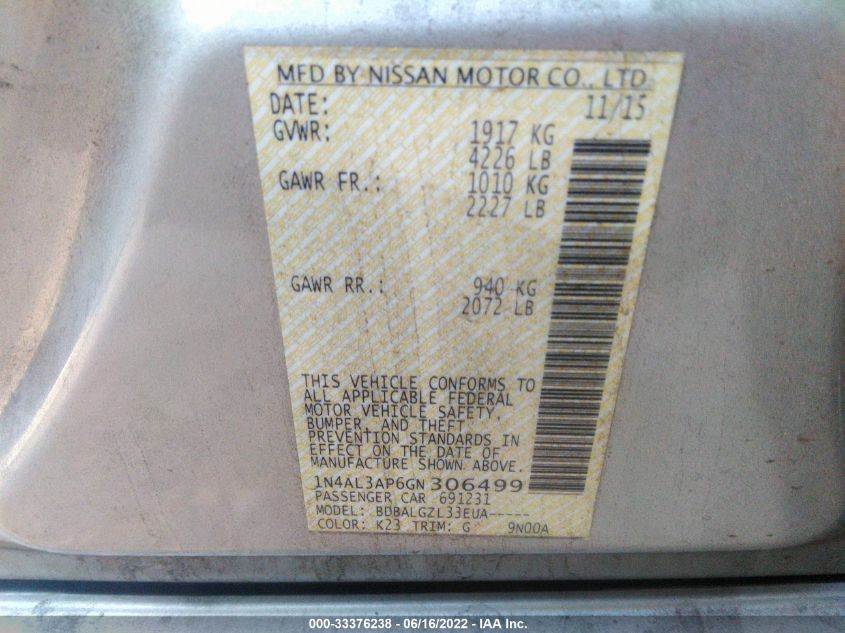 MFD BY NISSAN MOTOR CO., LTD.
DATE: 11/15
GVWR: 1917 KG
4226 LB
GAWR FR.: 1010 KG
2227 LB
GAWR RR.: 940 KG
2072 LB
THIS VEHICLE CONFORMS TO
ALL APPLICABLE FEDERAL
MOTOR VEHICLE SAFETY,
BUMPER, AND THEFT
PREVENTION STANDARDS IN
EFFECT ON THE DATE OF
MANUFACTURE SHOWN ABOVE.
1N4AL3AP6GN306499
PASSENGER CAR 691231
MODEL: BDBALGZL33EUA-----
COLOR: K23 TRIM: G 9N00A
000-33376238 - 06/16/2022 - IAA Inc.